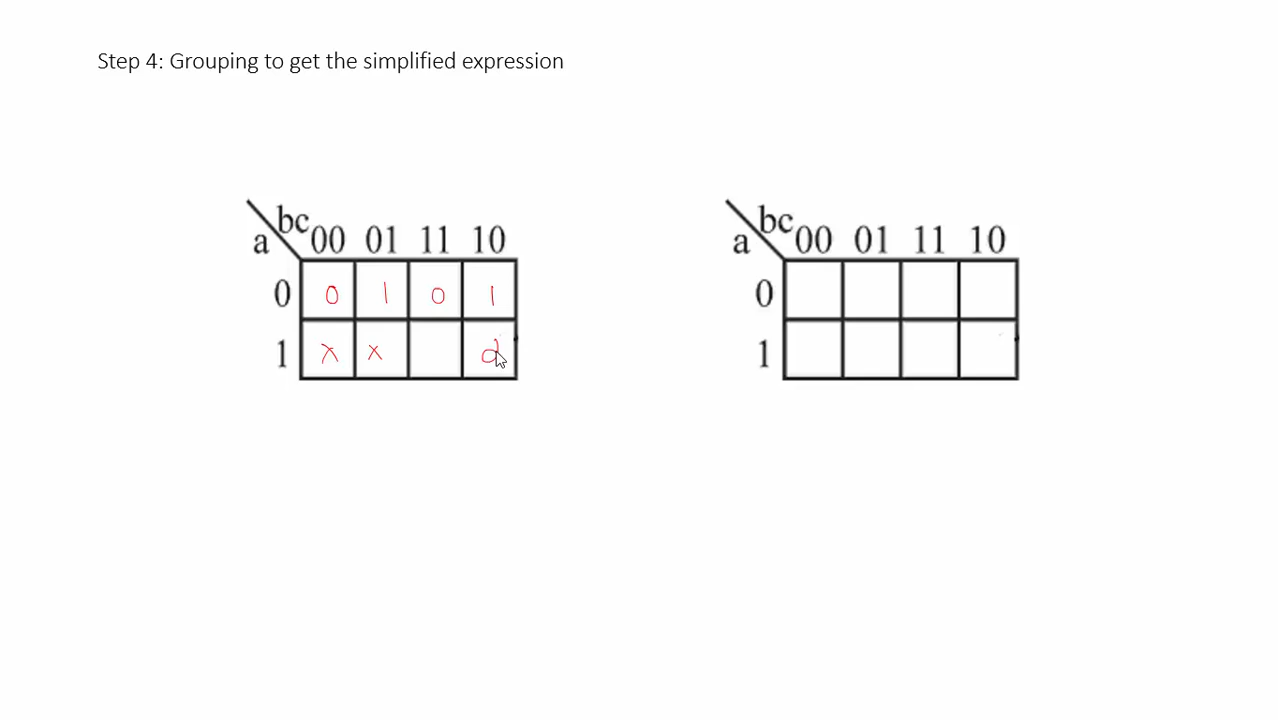 Step 4: Grouping to get the simplified expression
bc
a 00 01 11 10
0 0 1 0 1
1 x x d
bc
a 00 01 11 10
0
1